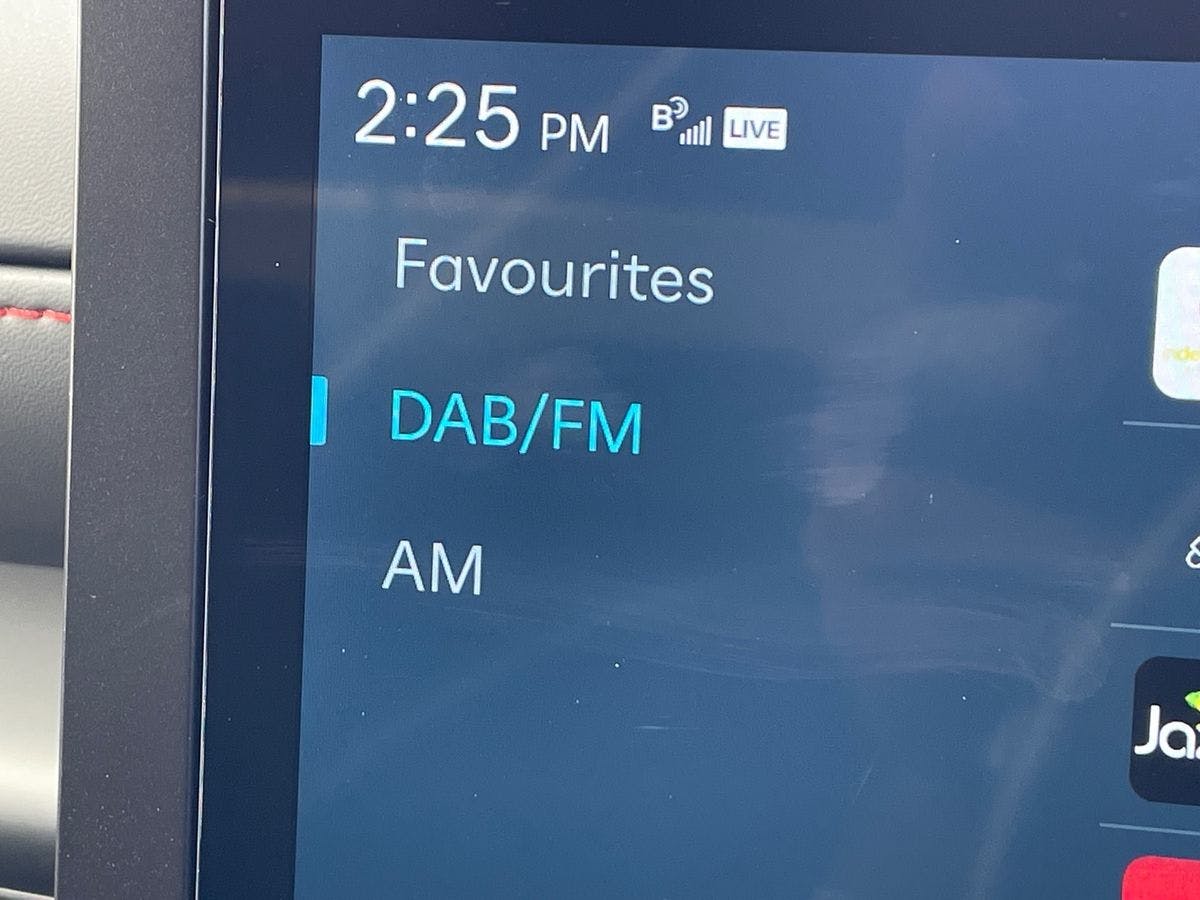 2:25 PM B LIVE
Favourites
DAB/FM
AM